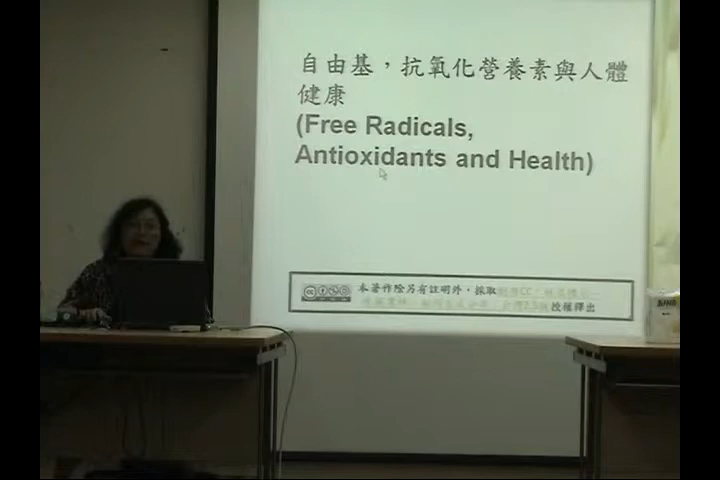 自由基，抗氧化營養素與人體
健康
(Free Radicals,
Antioxidants and Health)
cc
本著作除另有註明外，採取
授權釋出